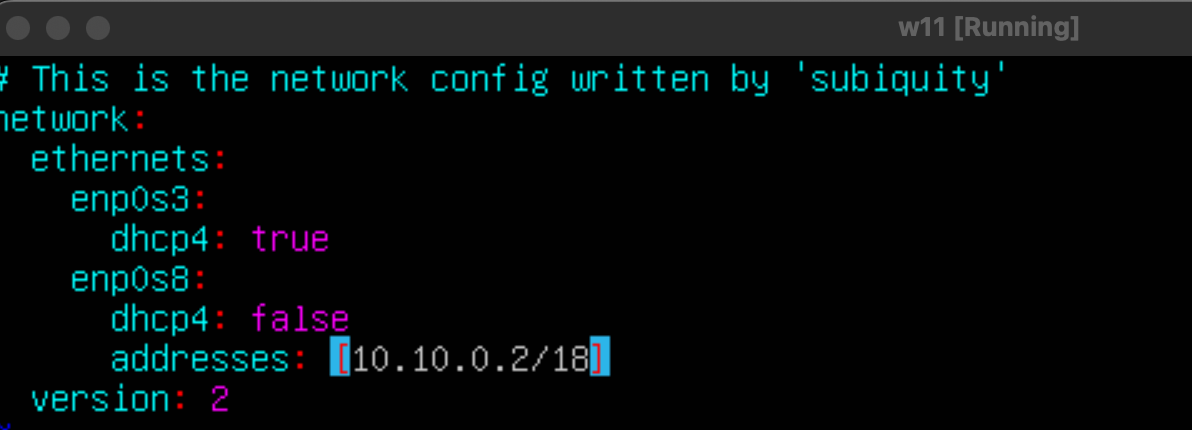 w11 [Running]
# This is the network config written by 'subiquity'
network:
  ethernets:
    enp0s3:
      dhcp4: true
    enp0s8:
      dhcp4: false
      addresses: [10.10.0.2/18]
  version: 2